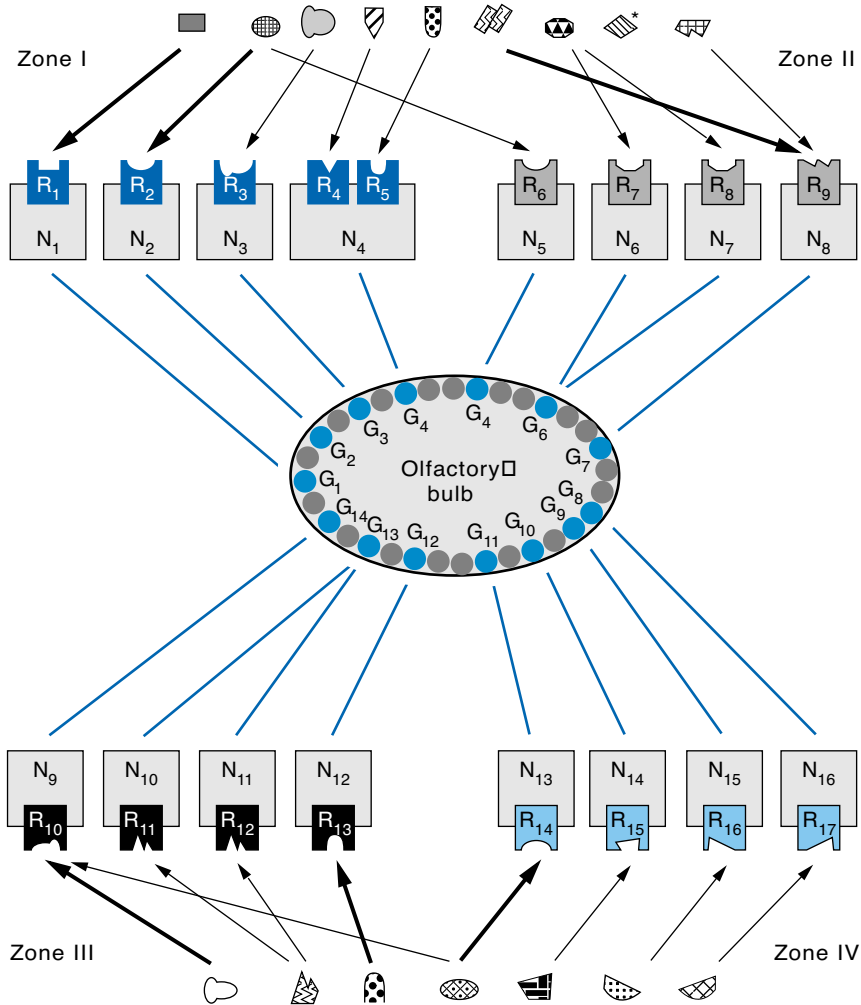 *
Zone I
Zone II
R1 R2 R3 R4 R5 R6 R7 R8 R9
N1 N2 N3 N4 N5 N6 N7 N8
G4 G4
G3 G6
G2 G7
Olfactory□
bulb
G1 G8
G14 G9
G13 G10
G12 G11
N9 N10 N11 N12 N13 N14 N15 N16
R10 R11 R12 R13 R14 R15 R16 R17
Zone III
Zone IV